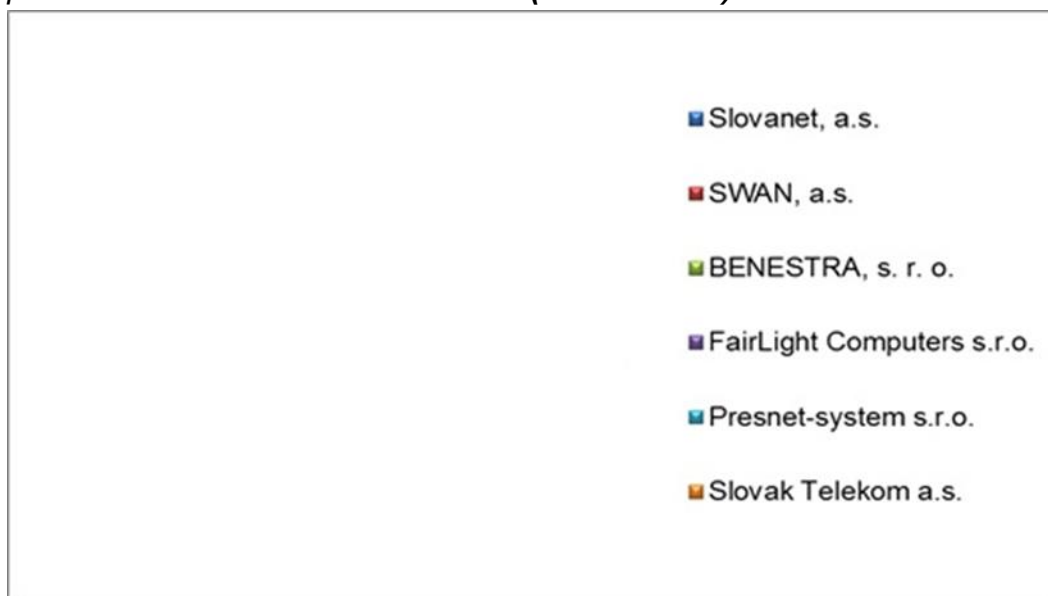 Slovanet, a.s.
SWAN, a.s.
BENESTRA, s. r. o.
FairLight Computers s.r.o.
Presnet-system s.r.o.
Slovak Telekom a.s.